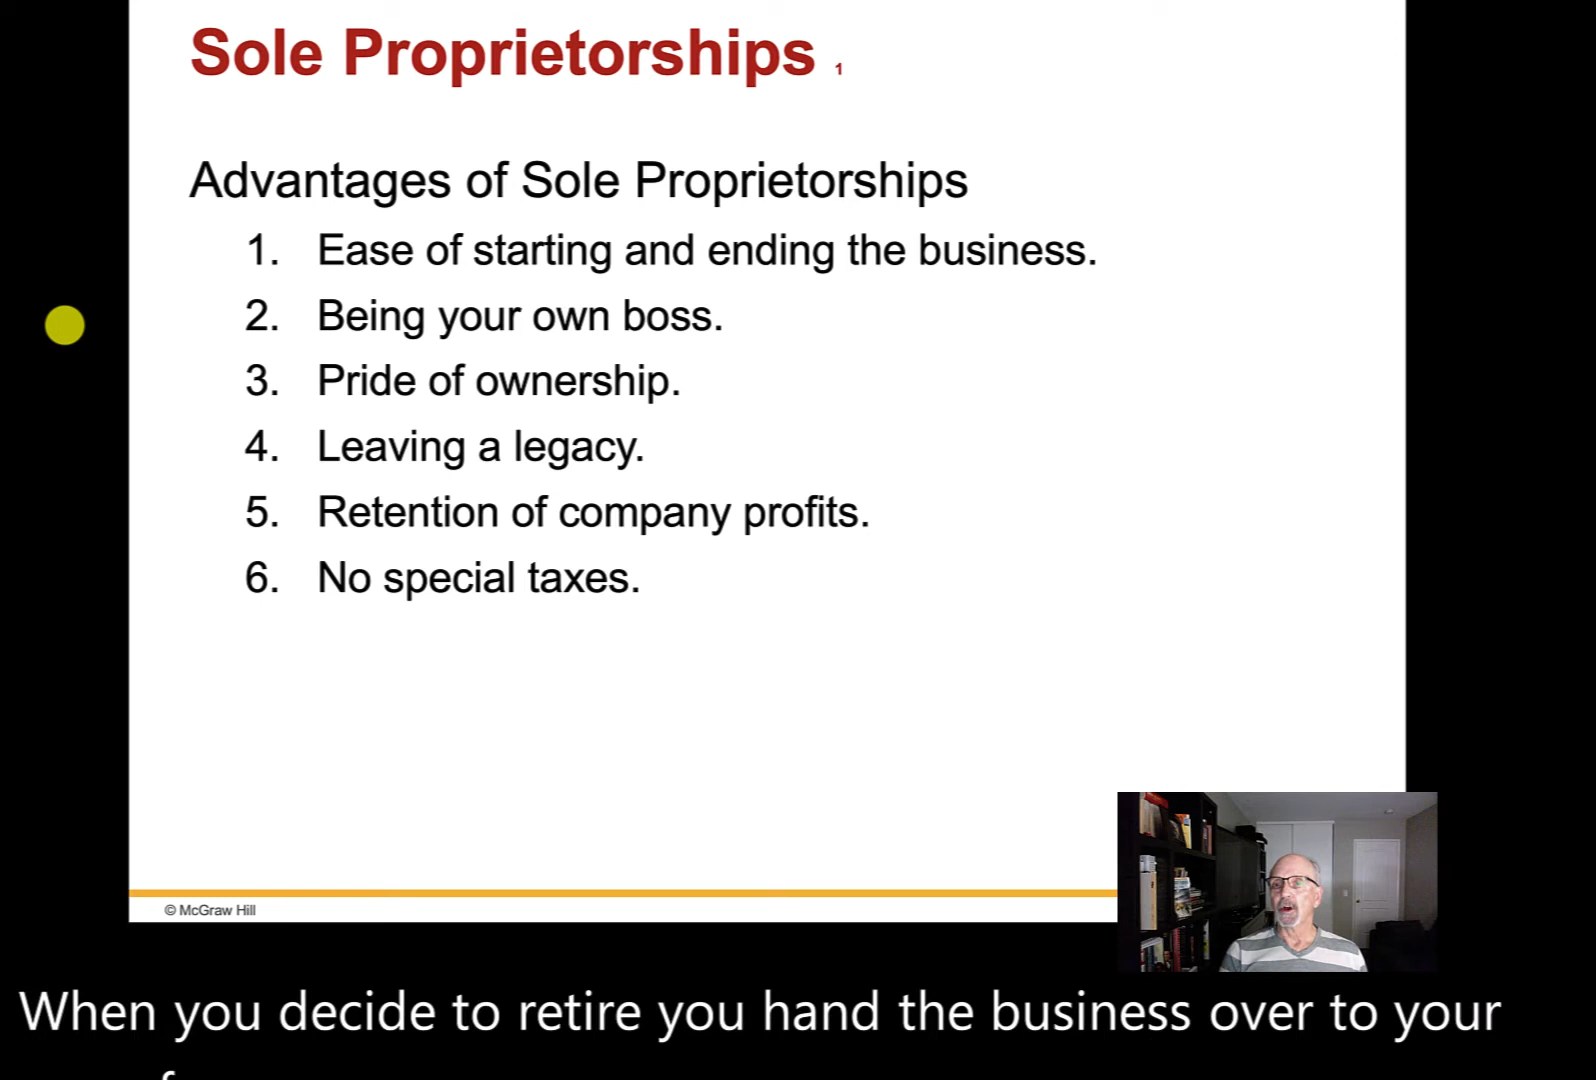 Sole Proprietorships 1
Advantages of Sole Proprietorships
1. Ease of starting and ending the business.
2. Being your own boss.
3. Pride of ownership.
4. Leaving a legacy.
5. Retention of company profits.
6. No special taxes.
© McGraw Hill
When you decide to retire you hand the business over to your